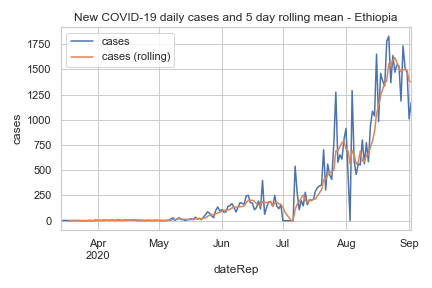 New COVID-19 daily cases and 5 day rolling mean - Ethiopia
cases
cases (rolling)
1750
1500
1250
1000
750
500
250
0
cases
Apr
2020
May
Jun
Jul
Aug
Sep
dateRep